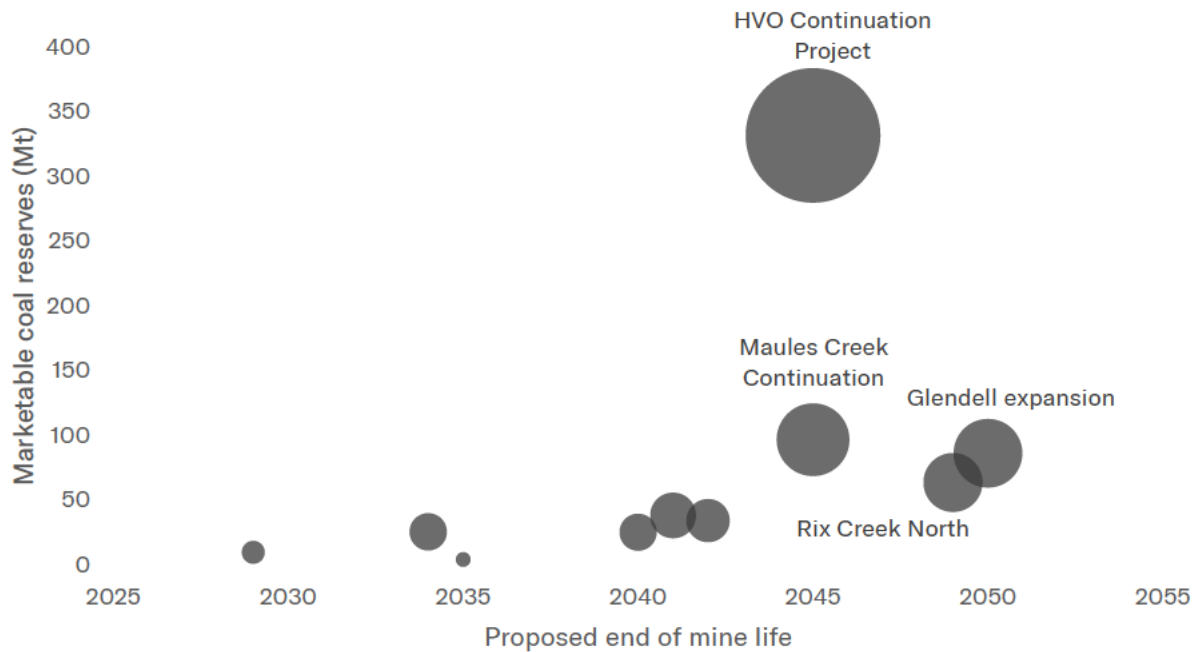 HVO Continuation
Project
400
350
300
250
200
150
100
50
0
Marketable coal reserves (Mt)
Maules Creek
Continuation
Glendell expansion
Rix Creek North
2025 2030 2035 2040 2045 2050 2055
Proposed end of mine life